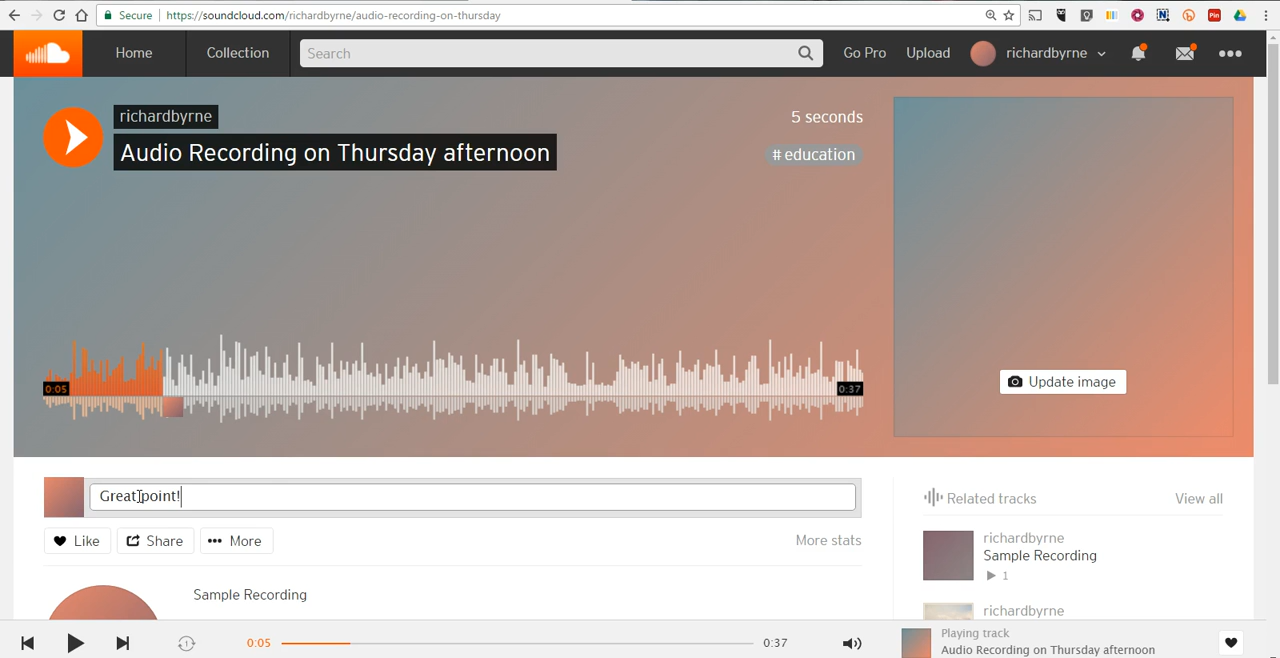 Secure https://soundcloud.com/richardbyrne/audio-recording-on-thursday
Pin
Home
Collection
Search
Go Pro
Upload
richardbyrne
richardbyrne
Audio Recording on Thursday afternoon
5 seconds
# education
Update image
0:05
0:37
Great point!
Like
Share
More
More stats
Sample Recording
Related tracks
View all
richardbyrne
Sample Recording
1
richardbyrne
1
0:05
0:37
Playing track
Audio Recording on Thursday afternoon